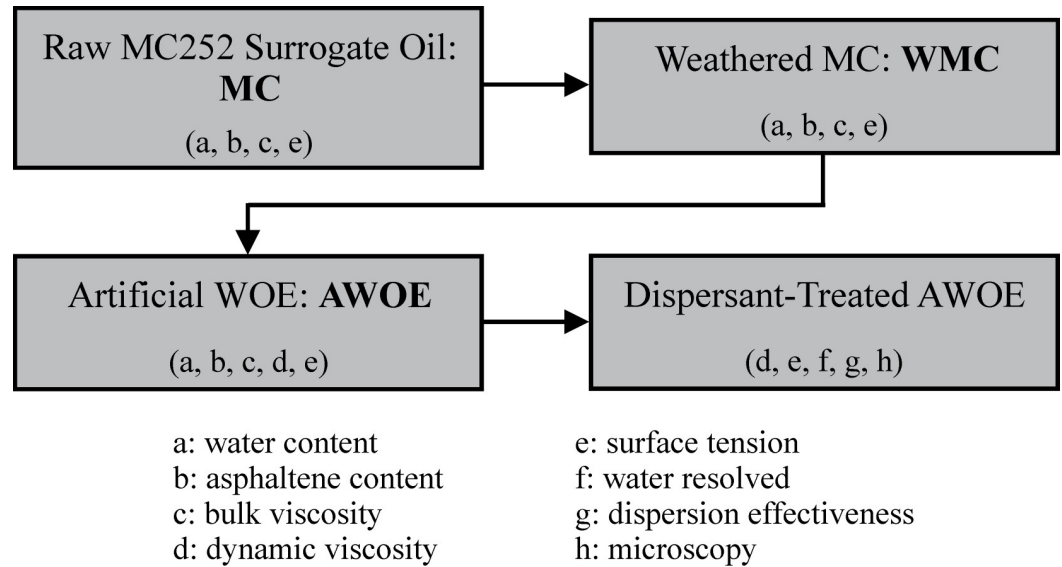 Raw MC252 Surrogate Oil:
MC
(a, b, c, e)
Weathered MC: WMC
(a, b, c, e)
Artificial WOE: AWOE
(a, b, c, d, e)
Dispersant-Treated AWOE
(d, e, f, g, h)
a: water content
b: asphaltene content
c: bulk viscosity
d: dynamic viscosity
e: surface tension
f: water resolved
g: dispersion effectiveness
h: microscopy